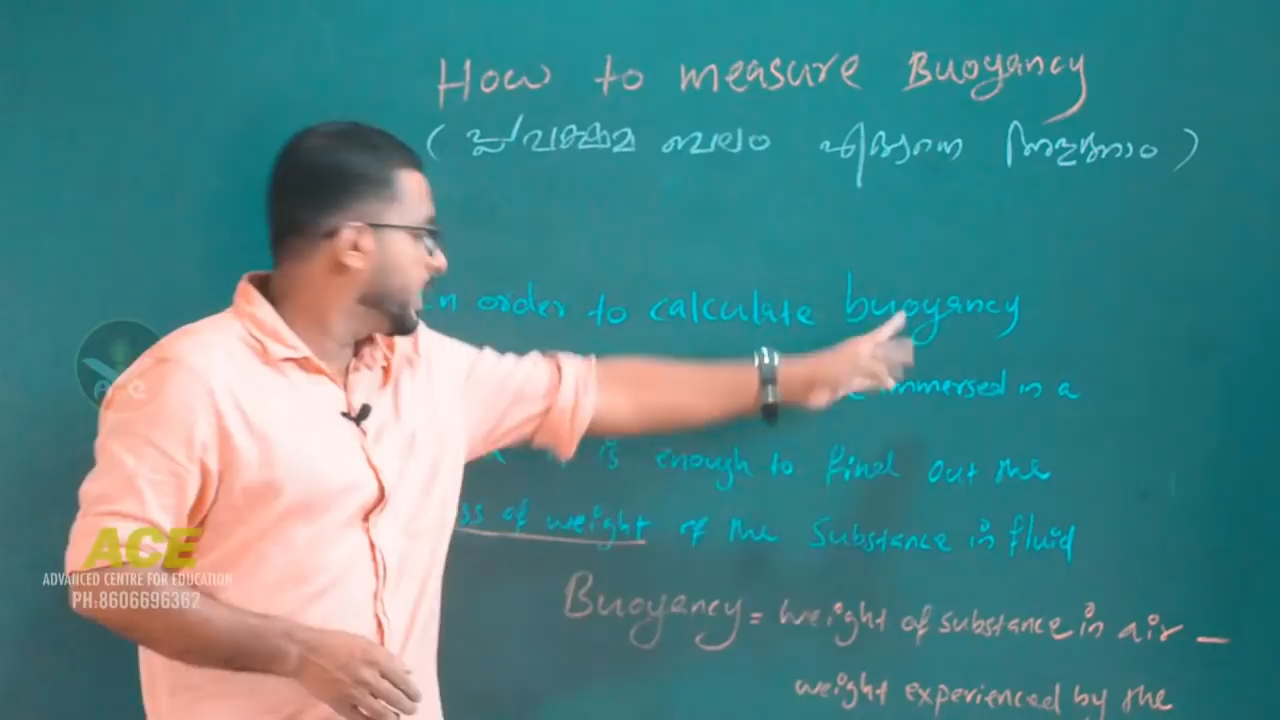 How to measure Buoyancy
( പ്ലവക്ഷമ ബലം എങ്ങനെ അളക്കാം )
In order to calculate buoyancy
immersed in a
is enough to find out the
ss of weight of the substance in fluid
Buoyancy = weight of substance in air –
weight experienced by the
ACE
ACE
ADVANCED CENTRE FOR EDUCATION
PH:8606696362